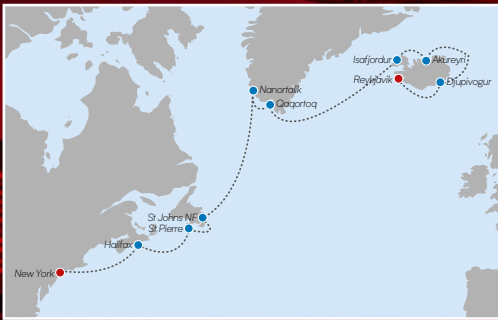 Isafjordur
Akureyri
Reykjavik
Djupivogur
Nanortalik
Qaqortoq
St Johns NF
St Pierre
Halifax
New York